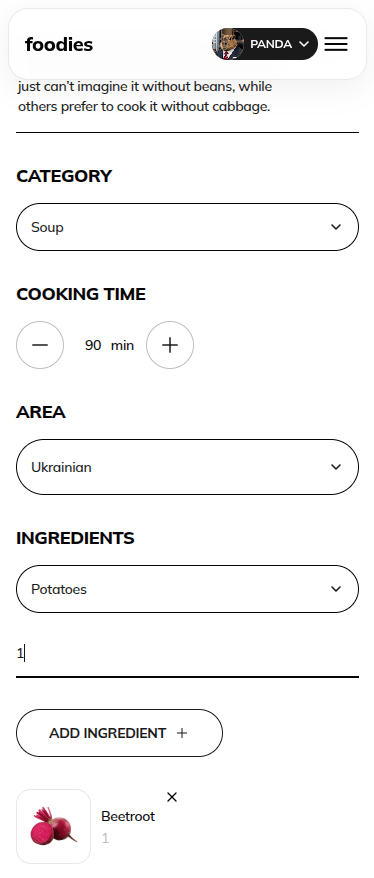 foodies
PANDA
just can't imagine it without beans, while
others prefer to cook it without cabbage.
CATEGORY
Soup
COOKING TIME
90 min
AREA
Ukrainian
INGREDIENTS
Potatoes
1
ADD INGREDIENT +
Beetroot
1